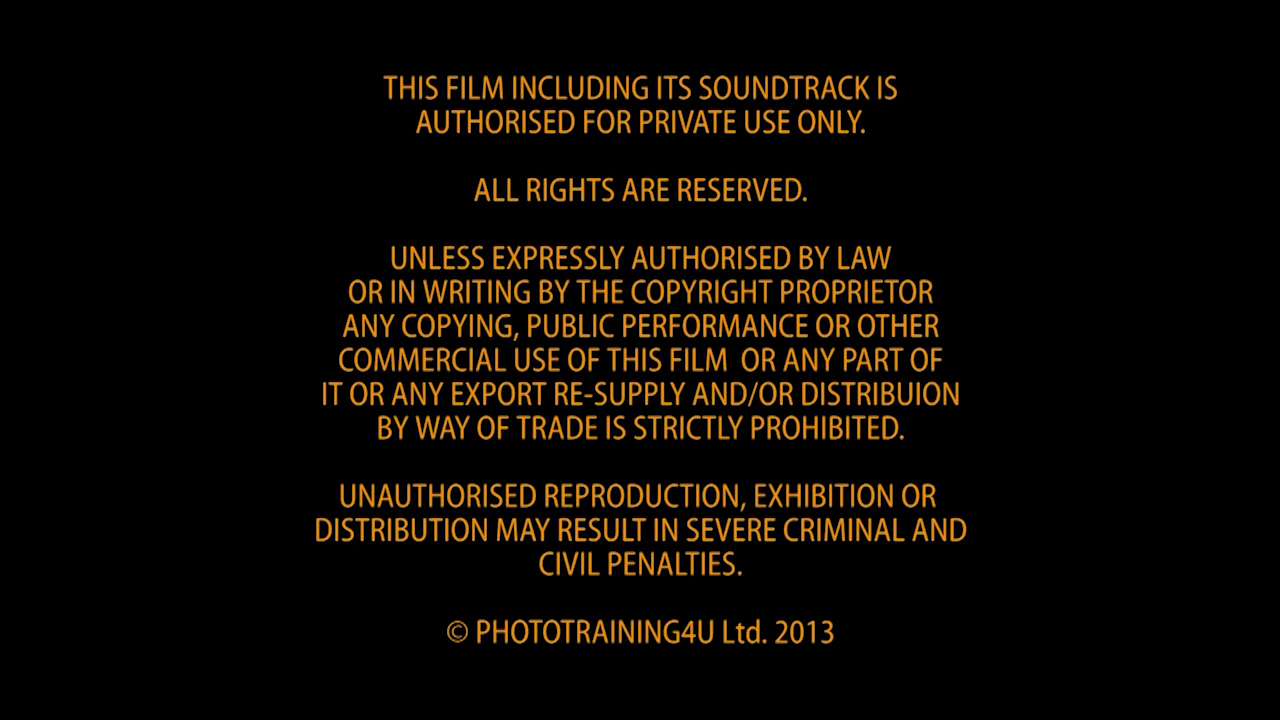 THIS FILM INCLUDING ITS SOUNDTRACK IS
AUTHORISED FOR PRIVATE USE ONLY.
ALL RIGHTS ARE RESERVED.
UNLESS EXPRESSLY AUTHORISED BY LAW
OR IN WRITING BY THE COPYRIGHT PROPRIETOR
ANY COPYING, PUBLIC PERFORMANCE OR OTHER
COMMERCIAL USE OF THIS FILM  OR ANY PART OF
IT OR ANY EXPORT RE-SUPPLY AND/OR DISTRIBUION
BY WAY OF TRADE IS STRICTLY PROHIBITED.
UNAUTHORISED REPRODUCTION, EXHIBITION OR
DISTRIBUTION MAY RESULT IN SEVERE CRIMINAL AND
CIVIL PENALTIES.
© PHOTOTRAINING4U Ltd. 2013